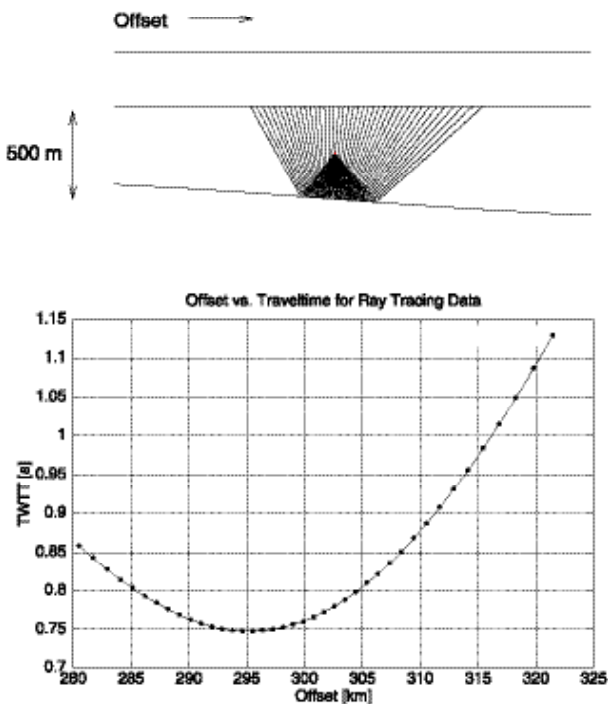 Offset
500 m
Offset vs. Traveltime for Ray Tracing Data
1.15
1.1
1.05
1
0.95
0.9
0.85
0.8
0.75
0.7
TWTT [s]
280 285 290 295 300 305 310 315 320 325
Offset [km]